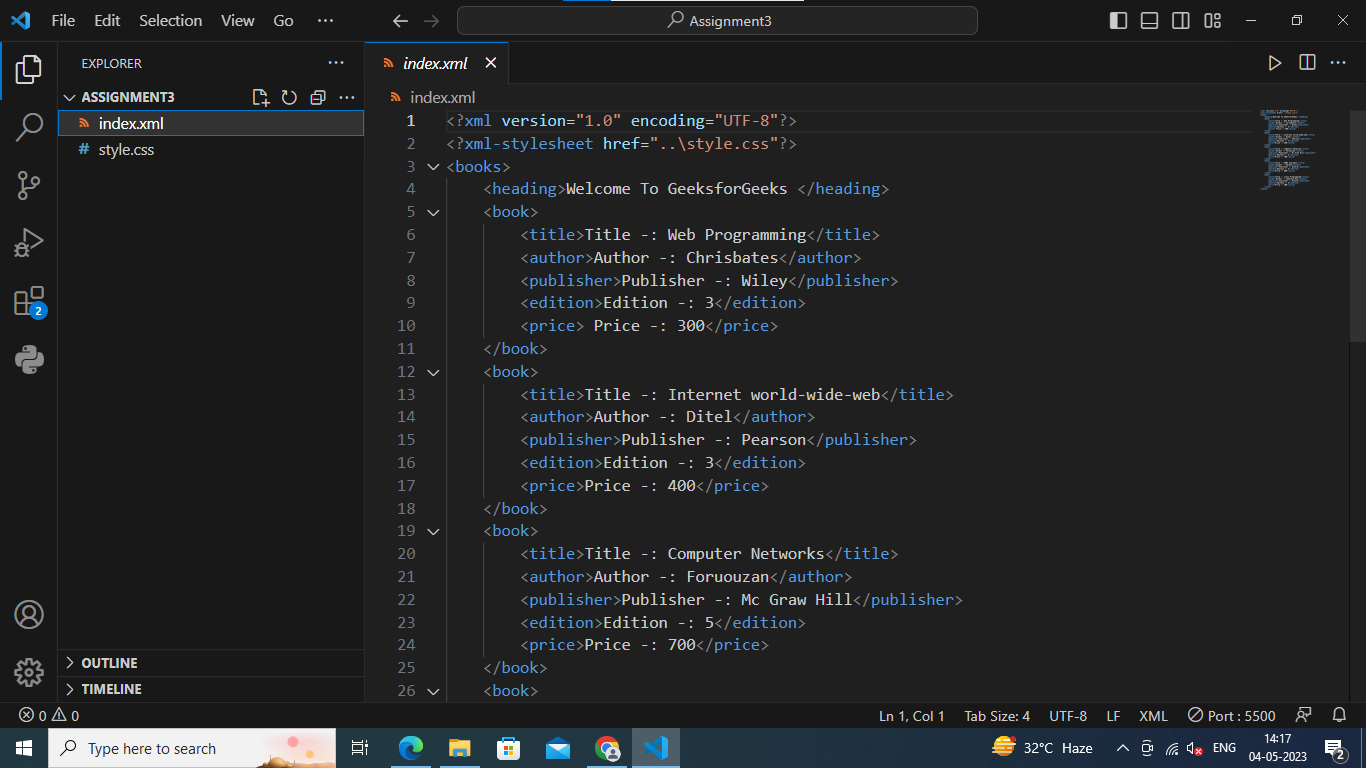 File Edit Selection View Go ···
Assignment3
EXPLORER
ASSIGNMENT3
index.xml
# style.css
OUTLINE
TIMELINE
2
index.xml
index.xml
1 <?xml version="1.0" encoding="UTF-8"?>
2 <?xml-stylesheet href="..\style.css"?>
3 <books>
4 <heading>Welcome To GeeksforGeeks </heading>
5 <book>
6 <title>Title -: Web Programming</title>
7 <author>Author -: Chrisbates</author>
8 <publisher>Publisher -: Wiley</publisher>
9 <edition>Edition -: 3</edition>
10 <price> Price -: 300</price>
11 </book>
12 <book>
13 <title>Title -: Internet world-wide-web</title>
14 <author>Author -: Ditel</author>
15 <publisher>Publisher -: Pearson</publisher>
16 <edition>Edition -: 3</edition>
17 <price>Price -: 400</price>
18 </book>
19 <book>
20 <title>Title -: Computer Networks</title>
21 <author>Author -: Foruouzan</author>
22 <publisher>Publisher -: Mc Graw Hill</publisher>
23 <edition>Edition -: 5</edition>
24 <price>Price -: 700</price>
25 </book>
26 <book>
0 0
Ln 1, Col 1 Tab Size: 4 UTF-8 LF XML Port : 5500
Type here to search
32°C Haze
ENG
14:17
04-05-2023
2